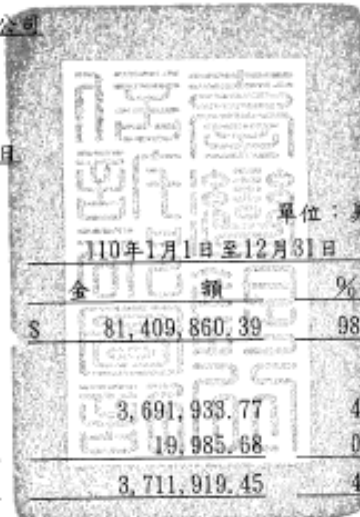 公司
月
單位：
110年1月1日至12月31日
金 額 %
$ 81,409,860.39 98
3,691,933.77 4
19,985.68 0
3,711,919.45 4